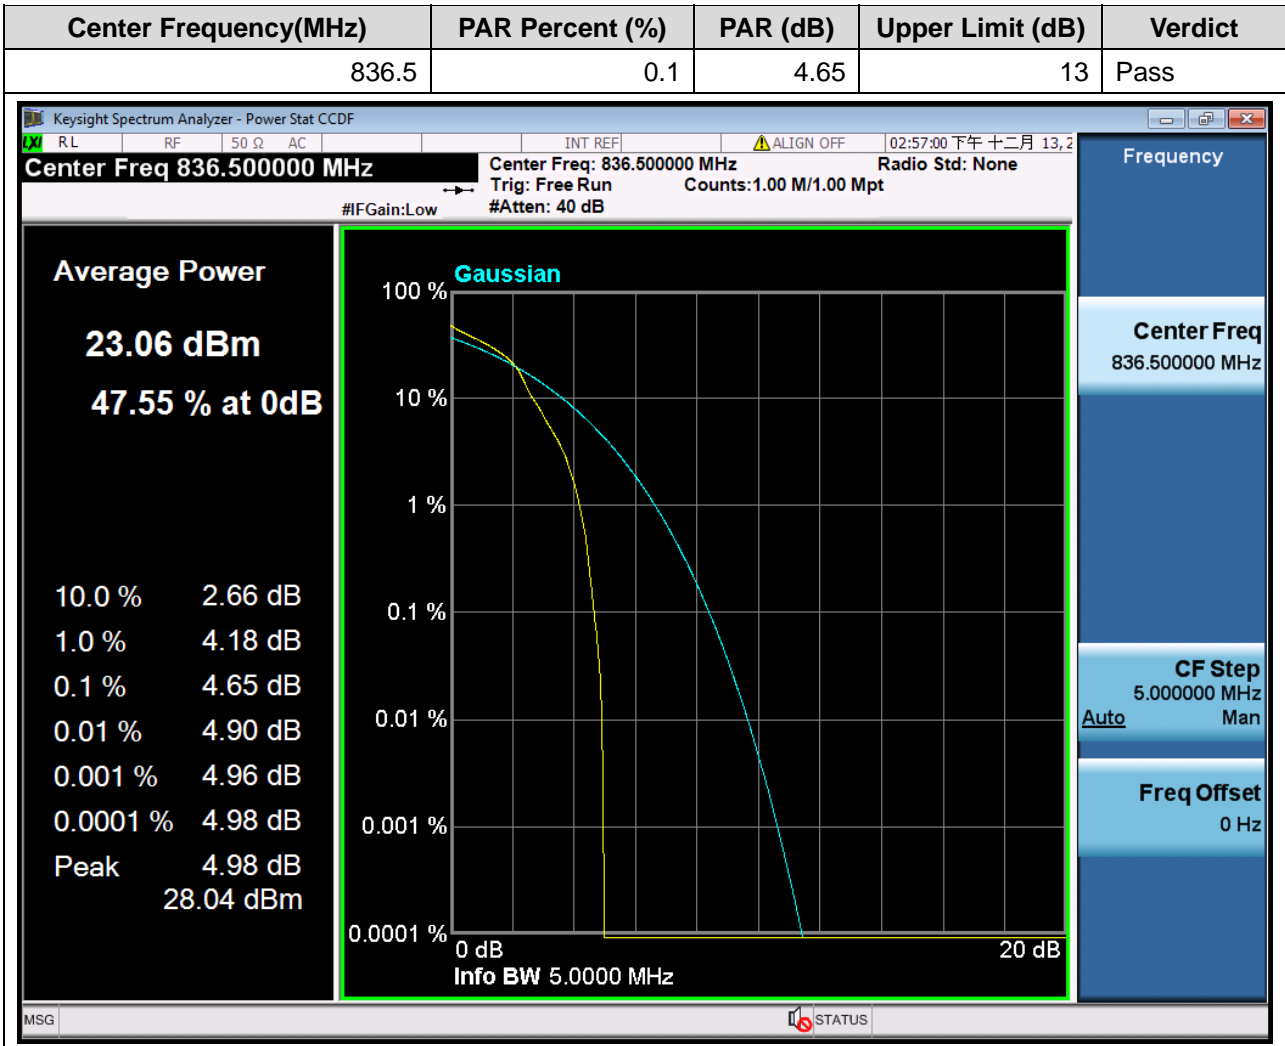 Center Frequency(MHz) PAR Percent (%) PAR (dB) Upper Limit (dB) Verdict
836.5 0.1 4.65 13 Pass
Keysight Spectrum Analyzer - Power Stat CCDF
LXI RL RF 50 Ω AC INT REF ALIGN OFF 02:57:00 下午 十二月 13, 2
Center Freq 836.500000 MHz
Center Freq: 836.500000 MHz Radio Std: None
Trig: Free Run Counts:1.00 M/1.00 Mpt
#IFGain:Low #Atten: 40 dB
Frequency
Average Power
23.06 dBm
47.55 % at 0dB
10.0 % 2.66 dB
1.0 % 4.18 dB
0.1 % 4.65 dB
0.01 % 4.90 dB
0.001 % 4.96 dB
0.0001 % 4.98 dB
Peak 4.98 dB
28.04 dBm
Gaussian
100 %
10 %
1 %
0.1 %
0.01 %
0.001 %
0.0001 %
0 dB 20 dB
Info BW 5.0000 MHz
Center Freq
836.500000 MHz
CF Step
5.000000 MHz
Auto Man
Freq Offset
0 Hz
MSG STATUS